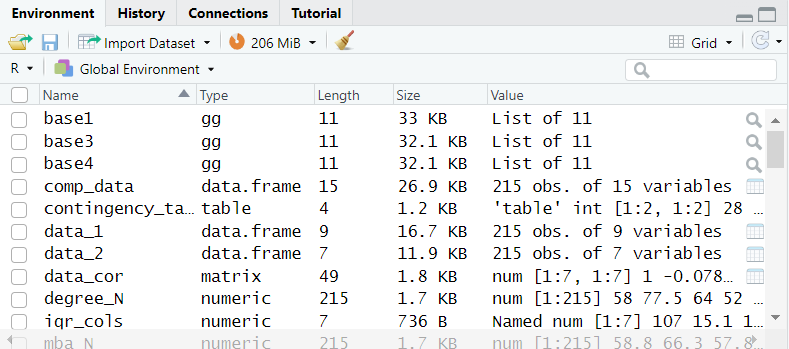 Environment History Connections Tutorial
Import Dataset 206 MiB Grid
R Global Environment
Name Type Length Size Value
base1 gg 11 33 KB List of 11
base3 gg 11 32.1 KB List of 11
base4 gg 11 32.1 KB List of 11
comp_data data.frame 15 26.9 KB 215 obs. of 15 variables
contingency_ta… table 4 1.2 KB 'table' int [1:2, 1:2] 28 …
data_1 data.frame 9 16.7 KB 215 obs. of 9 variables
data_2 data.frame 7 11.9 KB 215 obs. of 7 variables
data_cor matrix 49 1.8 KB num [1:7, 1:7] 1 -0.078…
degree_N numeric 215 1.7 KB num [1:215] 58 77.5 64 52 …
iqr_cols numeric 7 736 B Named num [1:7] 107 15.1 1…
mba_N numeric 215 1.7 KB num [1:215] 58.8 66.3 57.8…